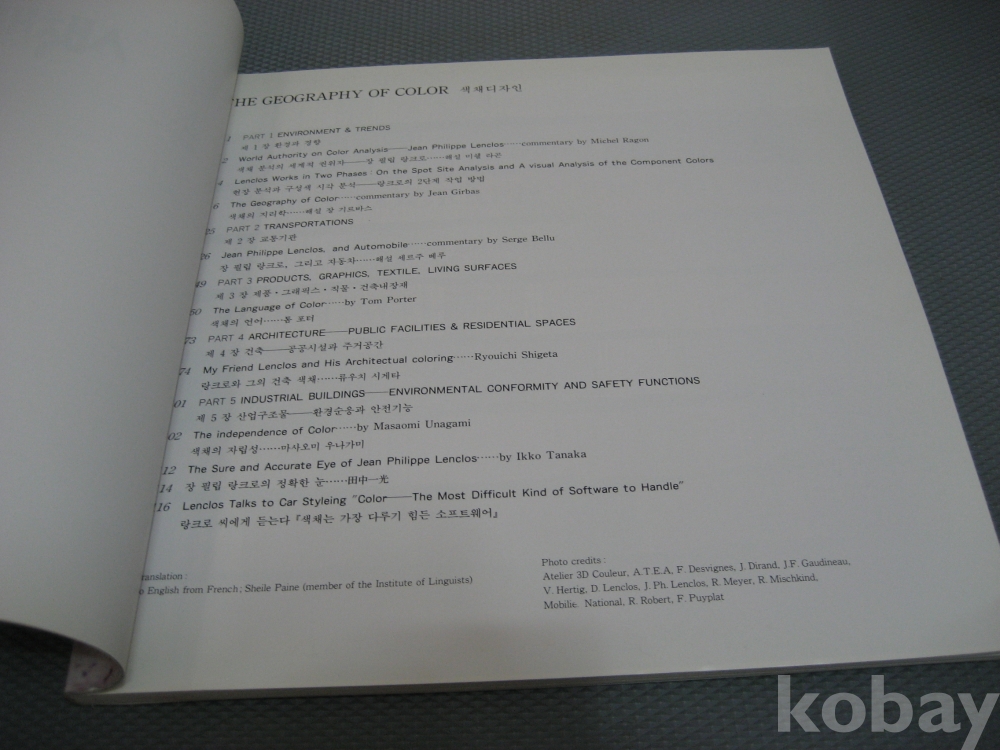 HE GEOGRAPHY OF COLOR 색채디자인
1 PART 1 ENVIRONMENT & TRENDS
제 1 장 환경과 경향
2 World Authority on Color Analysis——Jean Philippe Lenclos……commentary by Michel Ragon
색채 분석의 세계적 권위자——장 필립 랑크로……해설 미셸 라곤
4 Lenclos Works in Two Phases : On the Spot Site Analysis and A visual Analysis of the Component Colors
현장 분석과 구성색 시각 분석——랑크로의 2단계 작업 방법
6 The Geography of Color……commentary by Jean Girbas
색채의 지리학……해설 장 기르바스
25 PART 2 TRANSPORTATIONS
제 2 장 교통기관
26 Jean Philippe Lenclos, and Automobile……commentary by Serge Bellu
장 필립 랑크로, 그리고 자동차……해설 세르주 베루
49 PART 3 PRODUCTS, GRAPHICS, TEXTILE, LIVING SURFACES
제 3 장 제품·그래픽스·직물·건축내장재
50 The Language of Color……by Tom Porter
색채의 언어……톰 포터
73 PART 4 ARCHITECTURE——PUBLIC FACILITIES & RESIDENTIAL SPACES
제 4 장 건축——공공시설과 주거공간
74 My Friend Lenclos and His Architectual coloring……Ryouichi Shigeta
랑크로와 그의 건축 색채……류우치 시게타
01 PART 5 INDUSTRIAL BUILDINGS——ENVIRONMENTAL CONFORMITY AND SAFETY FUNCTIONS
제 5 장 산업구조물——환경순응과 안전기능
02 The independence of Color……by Masaomi Unagami
색채의 자립성……마사오미 우나가미
12 The Sure and Accurate Eye of Jean Philippe Lenclos……by Ikko Tanaka
14 장 필립 랑크로의 정확한 눈……田中一光
16 Lenclos Talks to Car Styleing "Color——The Most Difficult Kind of Software to Handle"
랑크로 씨에게 듣는다 『색채는 가장 다루기 힘든 소프트웨어』
anslation :
English from French; Sheile Paine (member of the Institute of Linguists)
Photo credits :
Atelier 3D Couleur, A.T.E.A, F. Desvignes, J. Dirand, J.F. Gaudineau,
V. Hertig, D. Lenclos, J. Ph. Lenclos, R. Meyer, R. Mischkind,
Mobilie. National, R. Robert, F. Puyplat
kobay